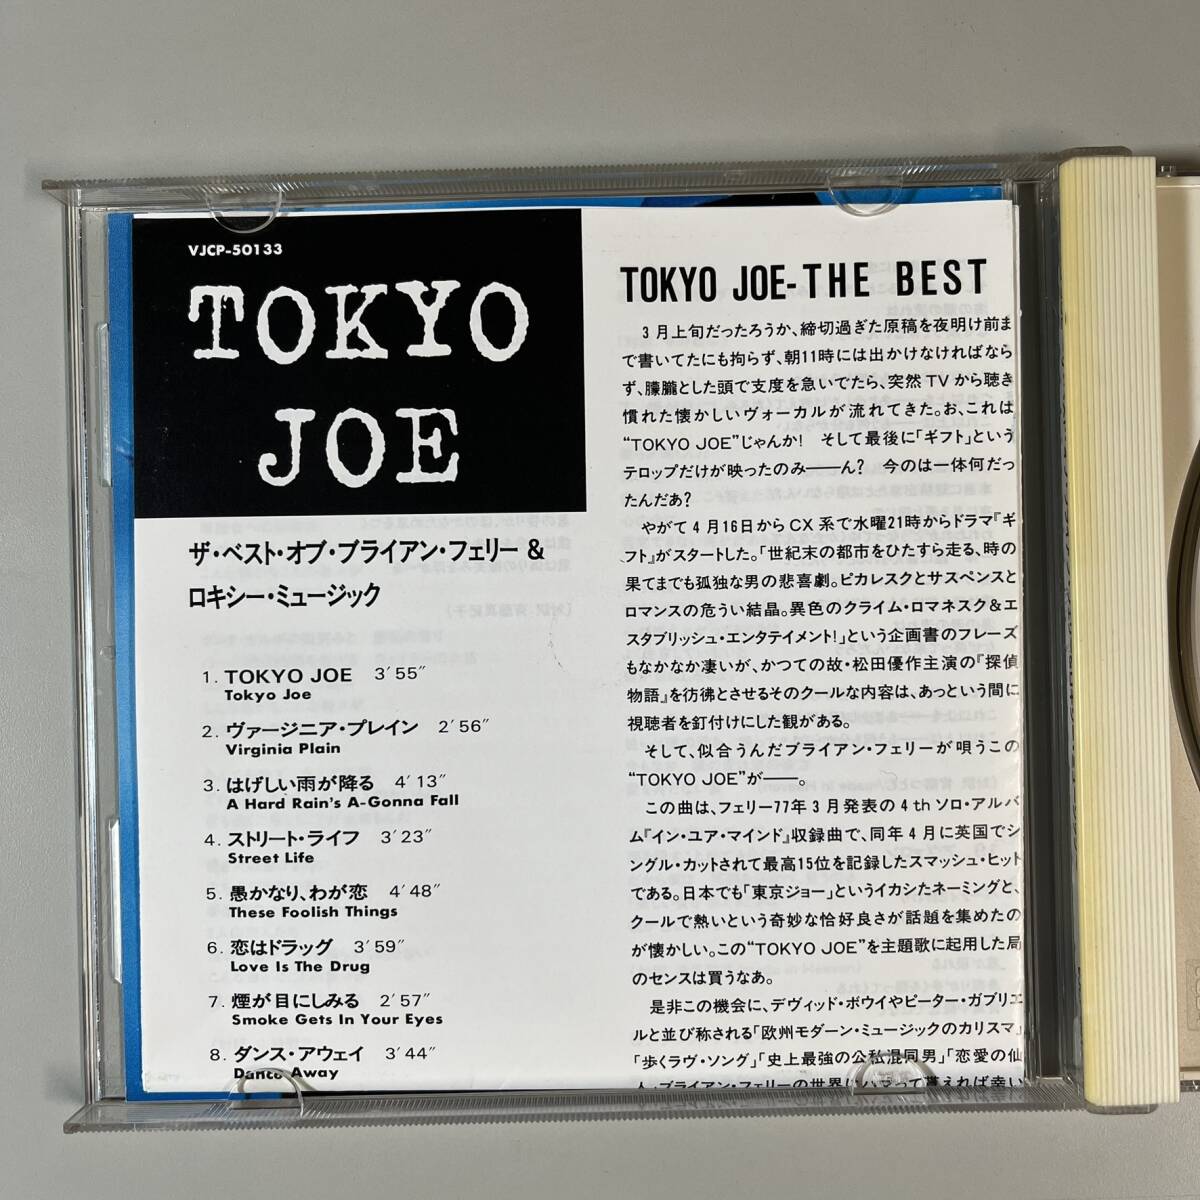 VJCP-50133
TOKYO
JOE
ザ・ベスト・オブ・ブライアン・フェリー &
ロキシー・ミュージック
1. TOKYO JOE 3′55″
Tokyo Joe
2. ヴァージニア・プレイン 2′56″
Virginia Plain
3. はげしい雨が降る 4′13″
A Hard Rain's A-Gonna Fall
4. ストリート・ライフ 3′23″
Street Life
5. 愚かなり、わが恋 4′48″
These Foolish Things
6. 恋はドラッグ 3′59″
Love Is The Drug
7. 煙が目にしみる 2′57″
Smoke Gets In Your Eyes
8. ダンス・アウェイ 3′44″
Dance Away
TOKYO JOE-THE BEST
3月上旬だったろうか、締切過ぎた原稿を夜明け前ま
で書いてたにも拘らず、朝11時には出かけなければなら
ず、朦朧とした頭で支度を急いでたら、突然TVから聴き
慣れた懐かしいヴォーカルが流れてきた。お、これは
“TOKYO JOE”じゃんか! そして最後に「ギフト」という
テロップだけが映ったのみ——ん? 今のは一体何だっ
たんだあ?
やがて4月16日からCX系で水曜21時からドラマ『ギ
フト』がスタートした。「世紀末の都市をひたすら走る、時の
果てまでも孤独な男の悲喜劇。ピカレスクとサスペンスと
ロマンスの危うい結晶。異色のクライム・ロマネスク&エ
スタブリッシュ・エンタテイメント!」という企画書のフレーズ
もなかなか凄いが、かつての故・松田優作主演の『探偵
物語』を彷彿とさせるそのクールな内容は、あっという間に
視聴者を釘付けにした観がある。
そして、似合うんだブライアン・フェリーが唄うこの
“TOKYO JOE”が——。
この曲は、フェリー77年3月発表の4thソロ・アルバ
ム『イン・ユア・マインド』収録曲で、同年4月に英国でシ
ングル・カットされて最高15位を記録したスマッシュ・ヒット
である。日本でも「東京ジョー」というイカシたネーミングと、
クールで熱いという奇妙な恰好良さが話題を集めたの
が懐かしい。この“TOKYO JOE”を主題歌に起用した局
のセンスは買うなあ。
是非この機会に、デヴィッド・ボウイやピーター・ガブリエ
ルと並び称される「欧州モダーン・ミュージックのカリスマ」
「歩くラヴ・ソング」「史上最強の公私混同男」「恋愛の仙
人」ブライアン・フェリーの世界にハマって貰えれば幸い